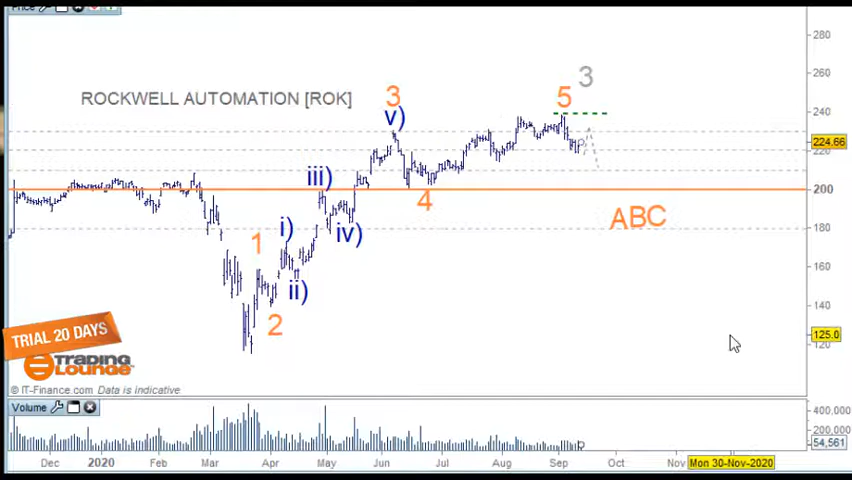 Price
280
260
3
ROCKWELL AUTOMATION [ROK]
3
5
v)
240
224.66
220
iii)
200
4
ABC
i)
iv)
180
1
ii)
160
2
140
TRIAL 20 DAYS
125.0
120
TRADING
LOUNGE™
© IT-Finance.com Data is indicative
Volume
400,000
200,000
54,561
Dec 2020 Feb Mar Apr May Jun Jul Aug Sep Oct Nov Mon 30-Nov-2020